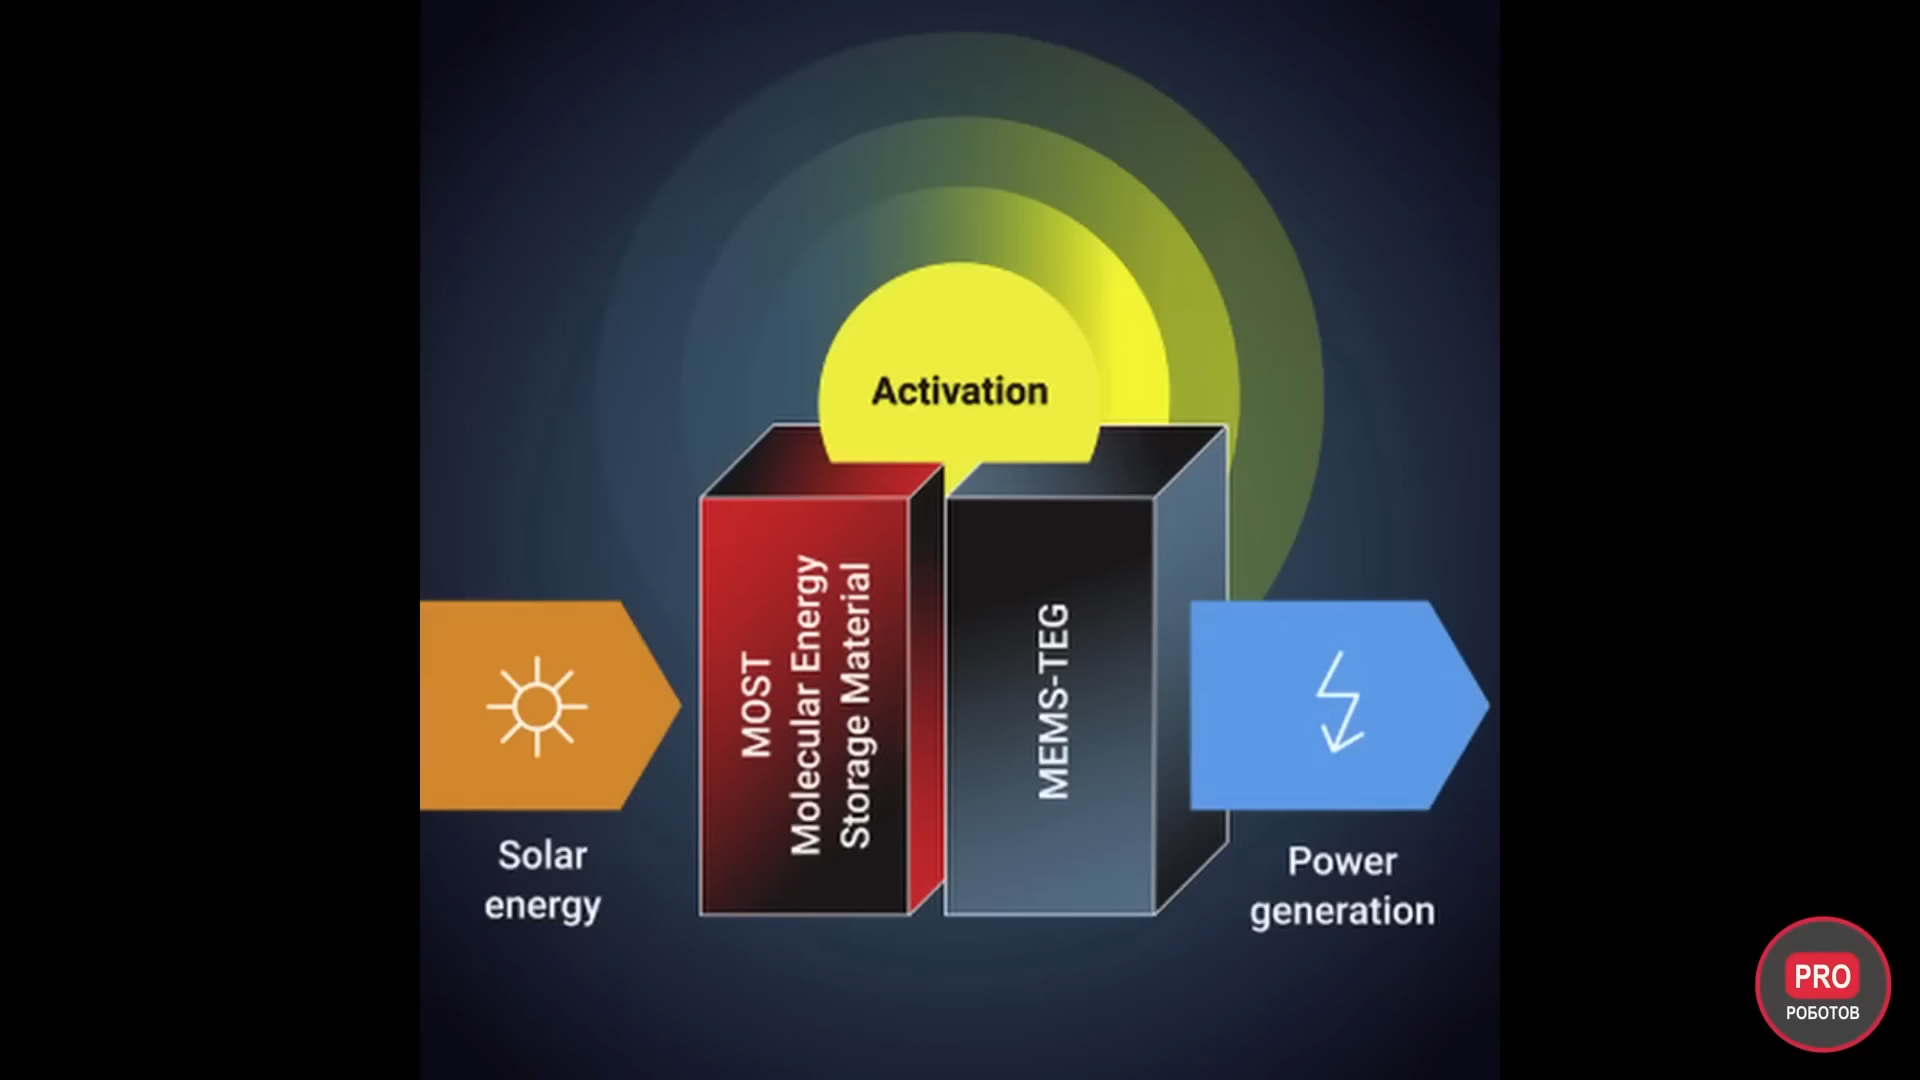 Activation
MOST
Molecular Energy
Storage Material
MEMS-TEG
Solar
energy
Power
generation
PRO
РОБОТОВ